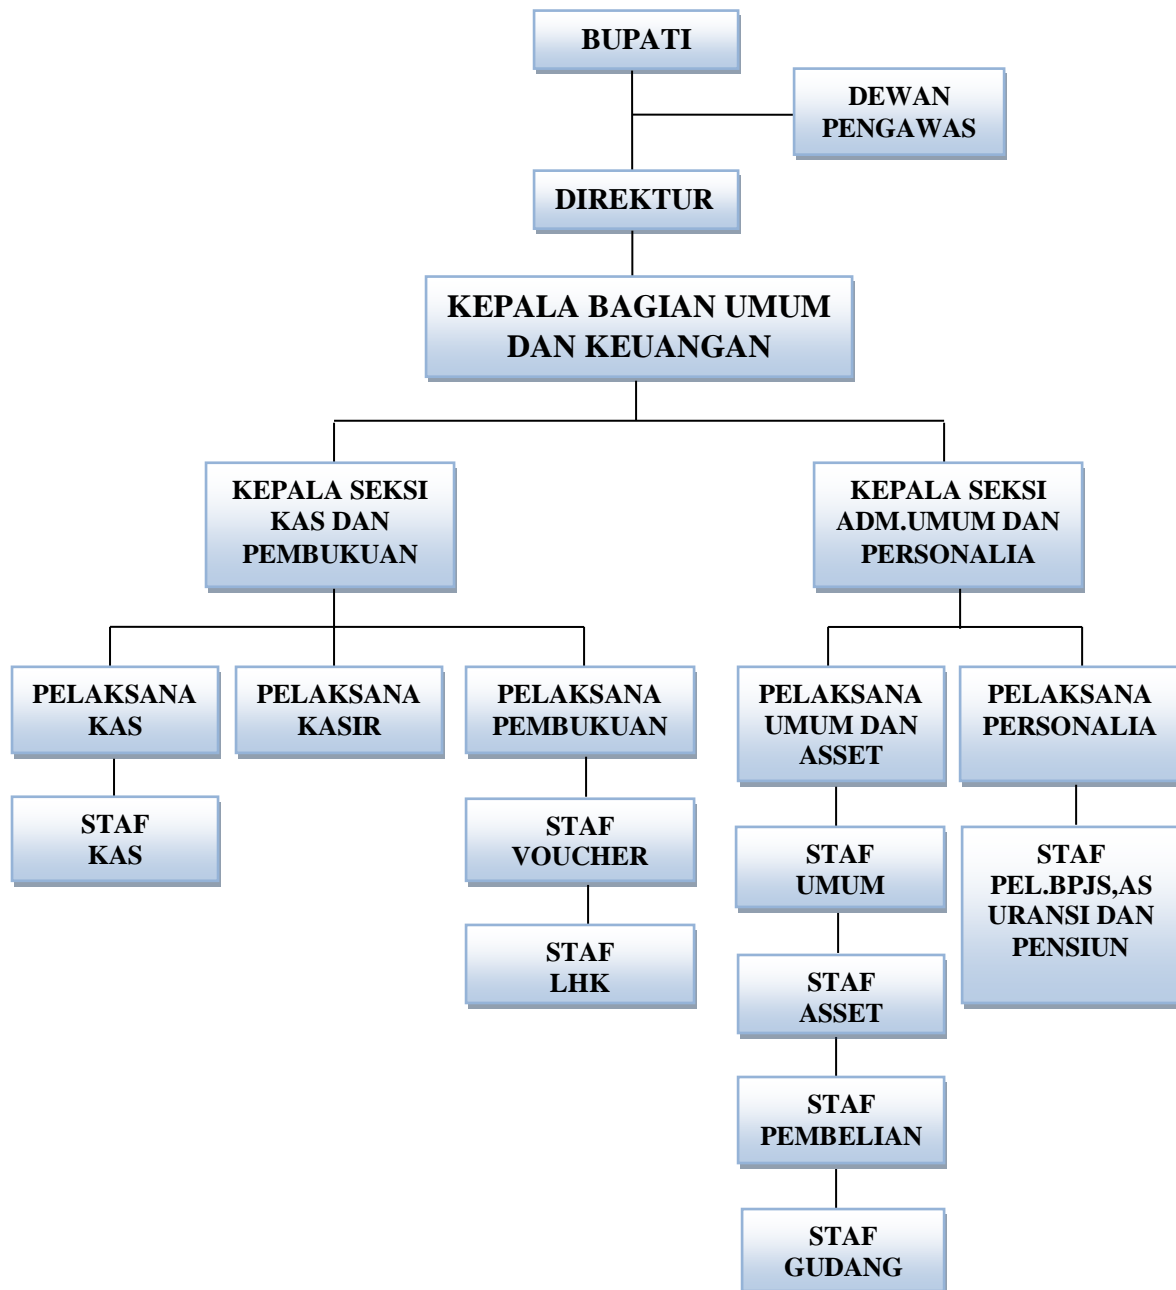 BUPATI
DEWAN
PENGAWAS
DIREKTUR
KEPALA BAGIAN UMUM
DAN KEUANGAN
KEPALA SEKSI
KAS DAN
PEMBUKUAN
KEPALA SEKSI
ADM.UMUM DAN
PERSONALIA
PELAKSANA
KAS
PELAKSANA
KASIR
PELAKSANA
PEMBUKUAN
PELAKSANA
UMUM DAN
ASSET
PELAKSANA
PERSONALIA
STAF
KAS
STAF
VOUCHER
STAF
UMUM
STAF
PEL.BPJS,AS
URANSI DAN
PENSIUN
STAF
LHK
STAF
ASSET
STAF
PEMBELIAN
STAF
GUDANG